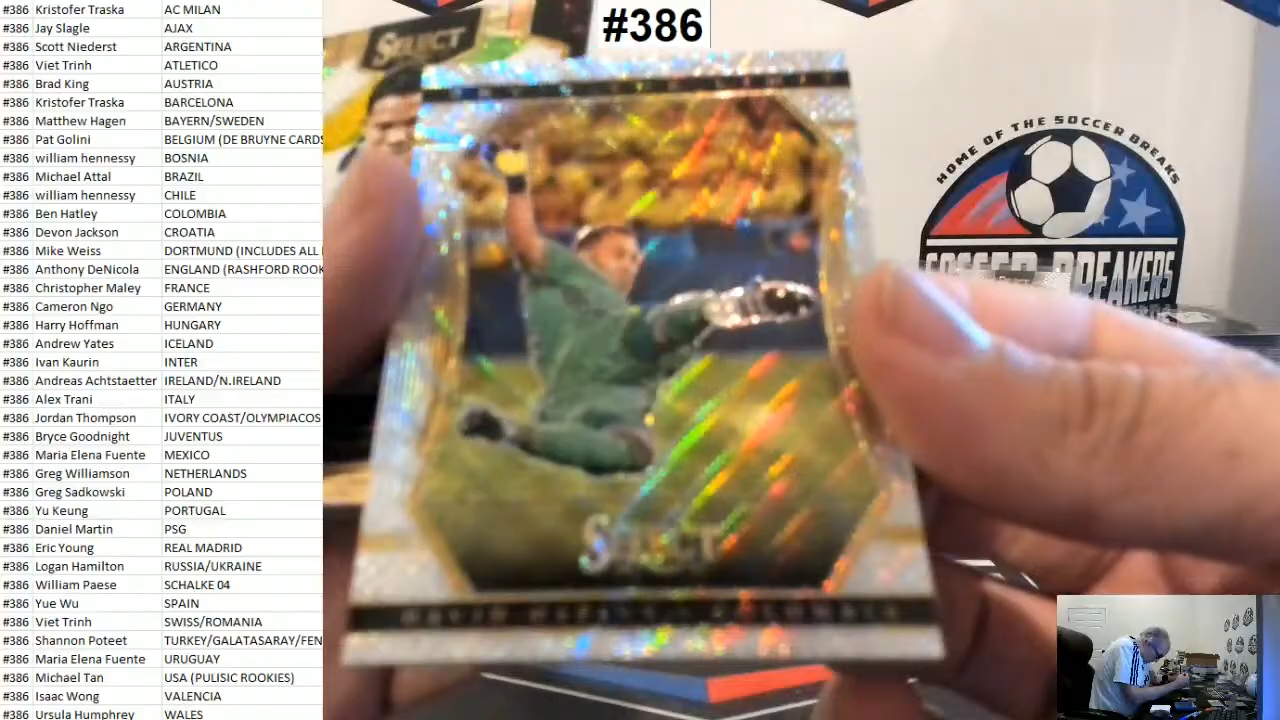 #386 Kristofer Traska AC MILAN
#386 Jay Slagle AJAX
#386 Scott Niederst ARGENTINA
#386 Viet Trinh ATLETICO
#386 Brad King AUSTRIA
#386 Kristofer Traska BARCELONA
#386 Matthew Hagen BAYERN/SWEDEN
#386 Pat Golini BELGIUM (DE BRUYNE CARDS
#386 william hennessy BOSNIA
#386 Michael Attal BRAZIL
#386 william hennessy CHILE
#386 Ben Hatley COLOMBIA
#386 Devon Jackson CROATIA
#386 Mike Weiss DORTMUND (INCLUDES ALL
#386 Anthony DeNicola ENGLAND (RASHFORD ROOK
#386 Christopher Maley FRANCE
#386 Cameron Ngo GERMANY
#386 Harry Hoffman HUNGARY
#386 Andrew Yates ICELAND
#386 Ivan Kaurin INTER
#386 Andreas Achtstaetter IRELAND/N.IRELAND
#386 Alex Trani ITALY
#386 Jordan Thompson IVORY COAST/OLYMPIACOS
#386 Bryce Goodnight JUVENTUS
#386 Maria Elena Fuente MEXICO
#386 Greg Williamson NETHERLANDS
#386 Greg Sadkowski POLAND
#386 Yu Keung PORTUGAL
#386 Daniel Martin PSG
#386 Eric Young REAL MADRID
#386 Logan Hamilton RUSSIA/UKRAINE
#386 William Paese SCHALKE 04
#386 Yue Wu SPAIN
#386 Viet Trinh SWISS/ROMANIA
#386 Shannon Poteet TURKEY/GALATASARAY/FEN
#386 Maria Elena Fuente URUGUAY
#386 Michael Tan USA (PULISIC ROOKIES)
#386 Isaac Wong VALENCIA
#386 Ursula Humphrey WALES
#386
SELECT
HOME OF THE SOCCER BREAKS
SOCCER BREAKERS
SELECT
DAVID